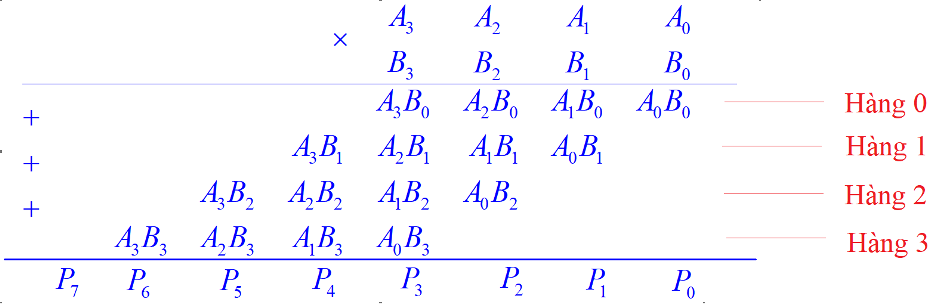 A₃ A₂ A₁ A₀
×
B₃ B₂ B₁ B₀
A₃B₀ A₂B₀ A₁B₀ A₀B₀ Hàng 0
+
A₃B₁ A₂B₁ A₁B₁ A₀B₁ Hàng 1
+
A₃B₂ A₂B₂ A₁B₂ A₀B₂ Hàng 2
+
A₃B₃ A₂B₃ A₁B₃ A₀B₃ Hàng 3
P₇ P₆ P₅ P₄ P₃ P₂ P₁ P₀